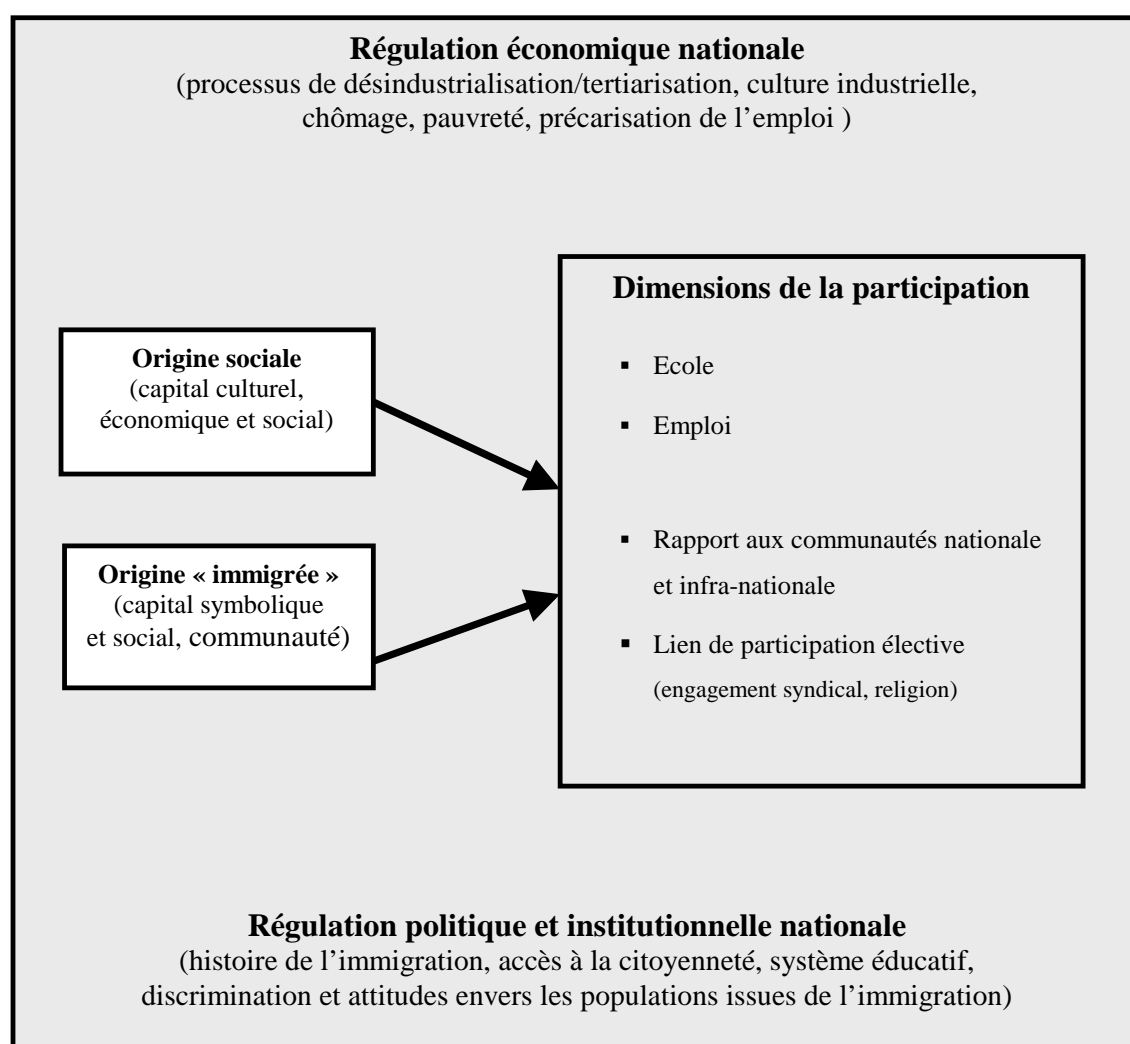 Régulation économique nationale
(processus de désindustrialisation/tertiarisation, culture industrielle,
chômage, pauvreté, précarisation de l’emploi )
Origine sociale
(capital culturel,
économique et social)
Origine « immigrée »
(capital symbolique
et social, communauté)
Dimensions de la participation
▪ Ecole
▪ Emploi
▪ Rapport aux communautés nationale
et infra-nationale
▪ Lien de participation élective
(engagement syndical, religion)
Régulation politique et institutionnelle nationale
(histoire de l’immigration, accès à la citoyenneté, système éducatif,
discrimination et attitudes envers les populations issues de l’immigration)